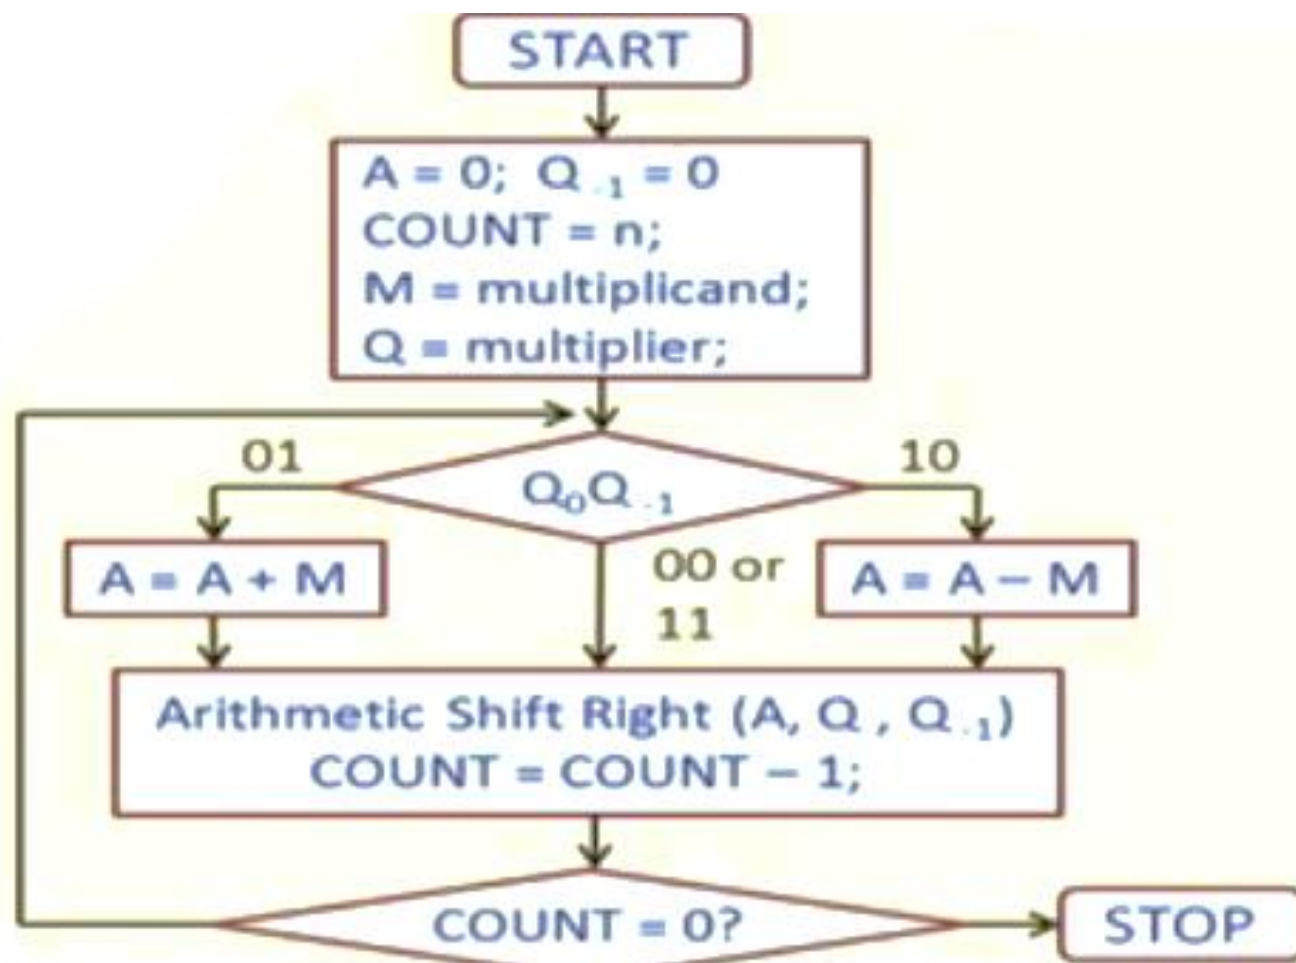 START
A = 0; Q₋₁ = 0
COUNT = n;
M = multiplicand;
Q = multiplier;
01
10
Q₀Q₋₁
00 or
11
A = A + M
A = A – M
Arithmetic Shift Right (A, Q , Q₋₁)
COUNT = COUNT – 1;
COUNT = 0?
STOP